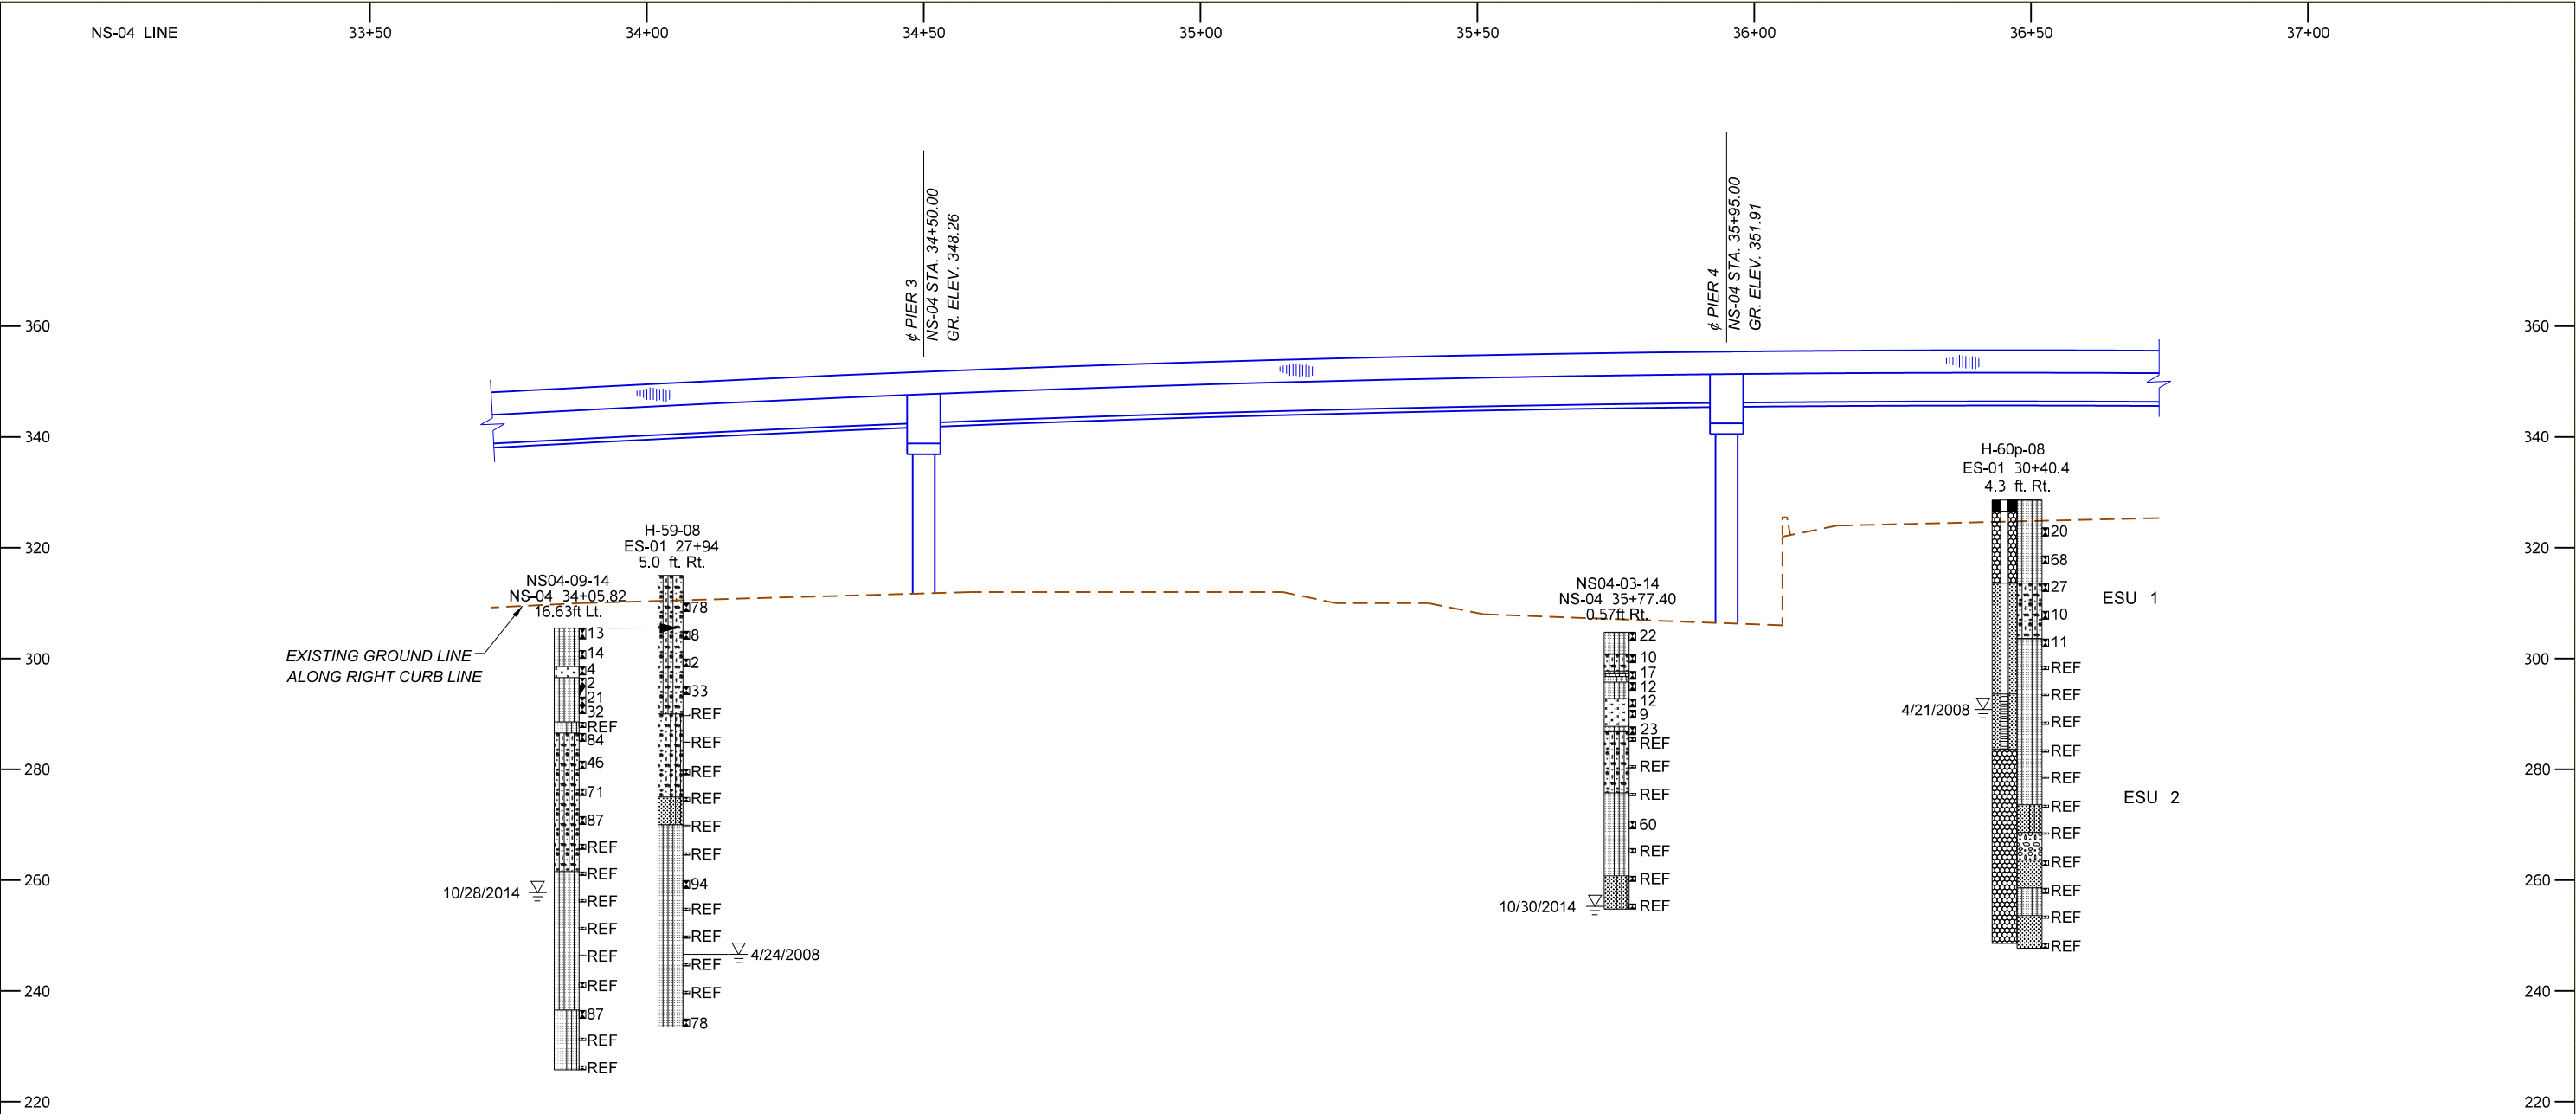 NS-04 LINE
33+50
34+00
34+50
35+00
35+50
36+00
36+50
37+00
¢ PIER 3
NS-04 STA. 34+50.00
GR. ELEV. 348.26
¢ PIER 4
NS-04 STA. 35+95.00
GR. ELEV. 351.91
360
340
320
300
280
260
240
220
360
340
320
300
280
260
240
220
EXISTING GROUND LINE
ALONG RIGHT CURB LINE
NS04-09-14
NS-04 34+05.82
16.63ft Lt.
13
14
4
2
21
32
REF
84
46
71
87
REF
REF
REF
REF
REF
REF
87
REF
REF
10/28/2014
H-59-08
ES-01 27+94
5.0 ft. Rt.
78
8
2
33
REF
REF
REF
REF
REF
REF
94
REF
REF
REF
REF
78
4/24/2008
NS04-03-14
NS-04 35+77.40
0.57ft Rt.
22
10
17
12
12
9
23
REF
REF
REF
60
REF
REF
REF
10/30/2014
H-60p-08
ES-01 30+40.4
4.3 ft. Rt.
20
68
27
10
11
REF
REF
REF
REF
REF
REF
REF
REF
REF
REF
REF
4/21/2008
ESU 1
ESU 2